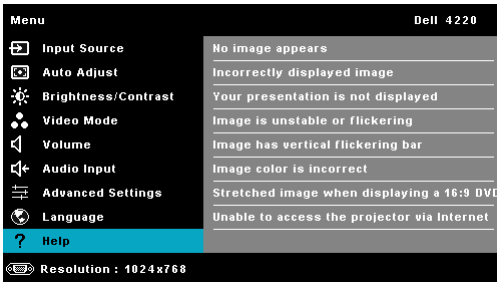 Menu Dell 4220
Input Source
Auto Adjust
Brightness/Contrast
Video Mode
Volume
Audio Input
Advanced Settings
Language
? Help
No image appears
Incorrectly displayed image
Your presentation is not displayed
Image is unstable or flickering
Image has vertical flickering bar
Image color is incorrect
Stretched image when displaying a 16:9 DVD
Unable to access the projector via Internet
Resolution : 1024x768